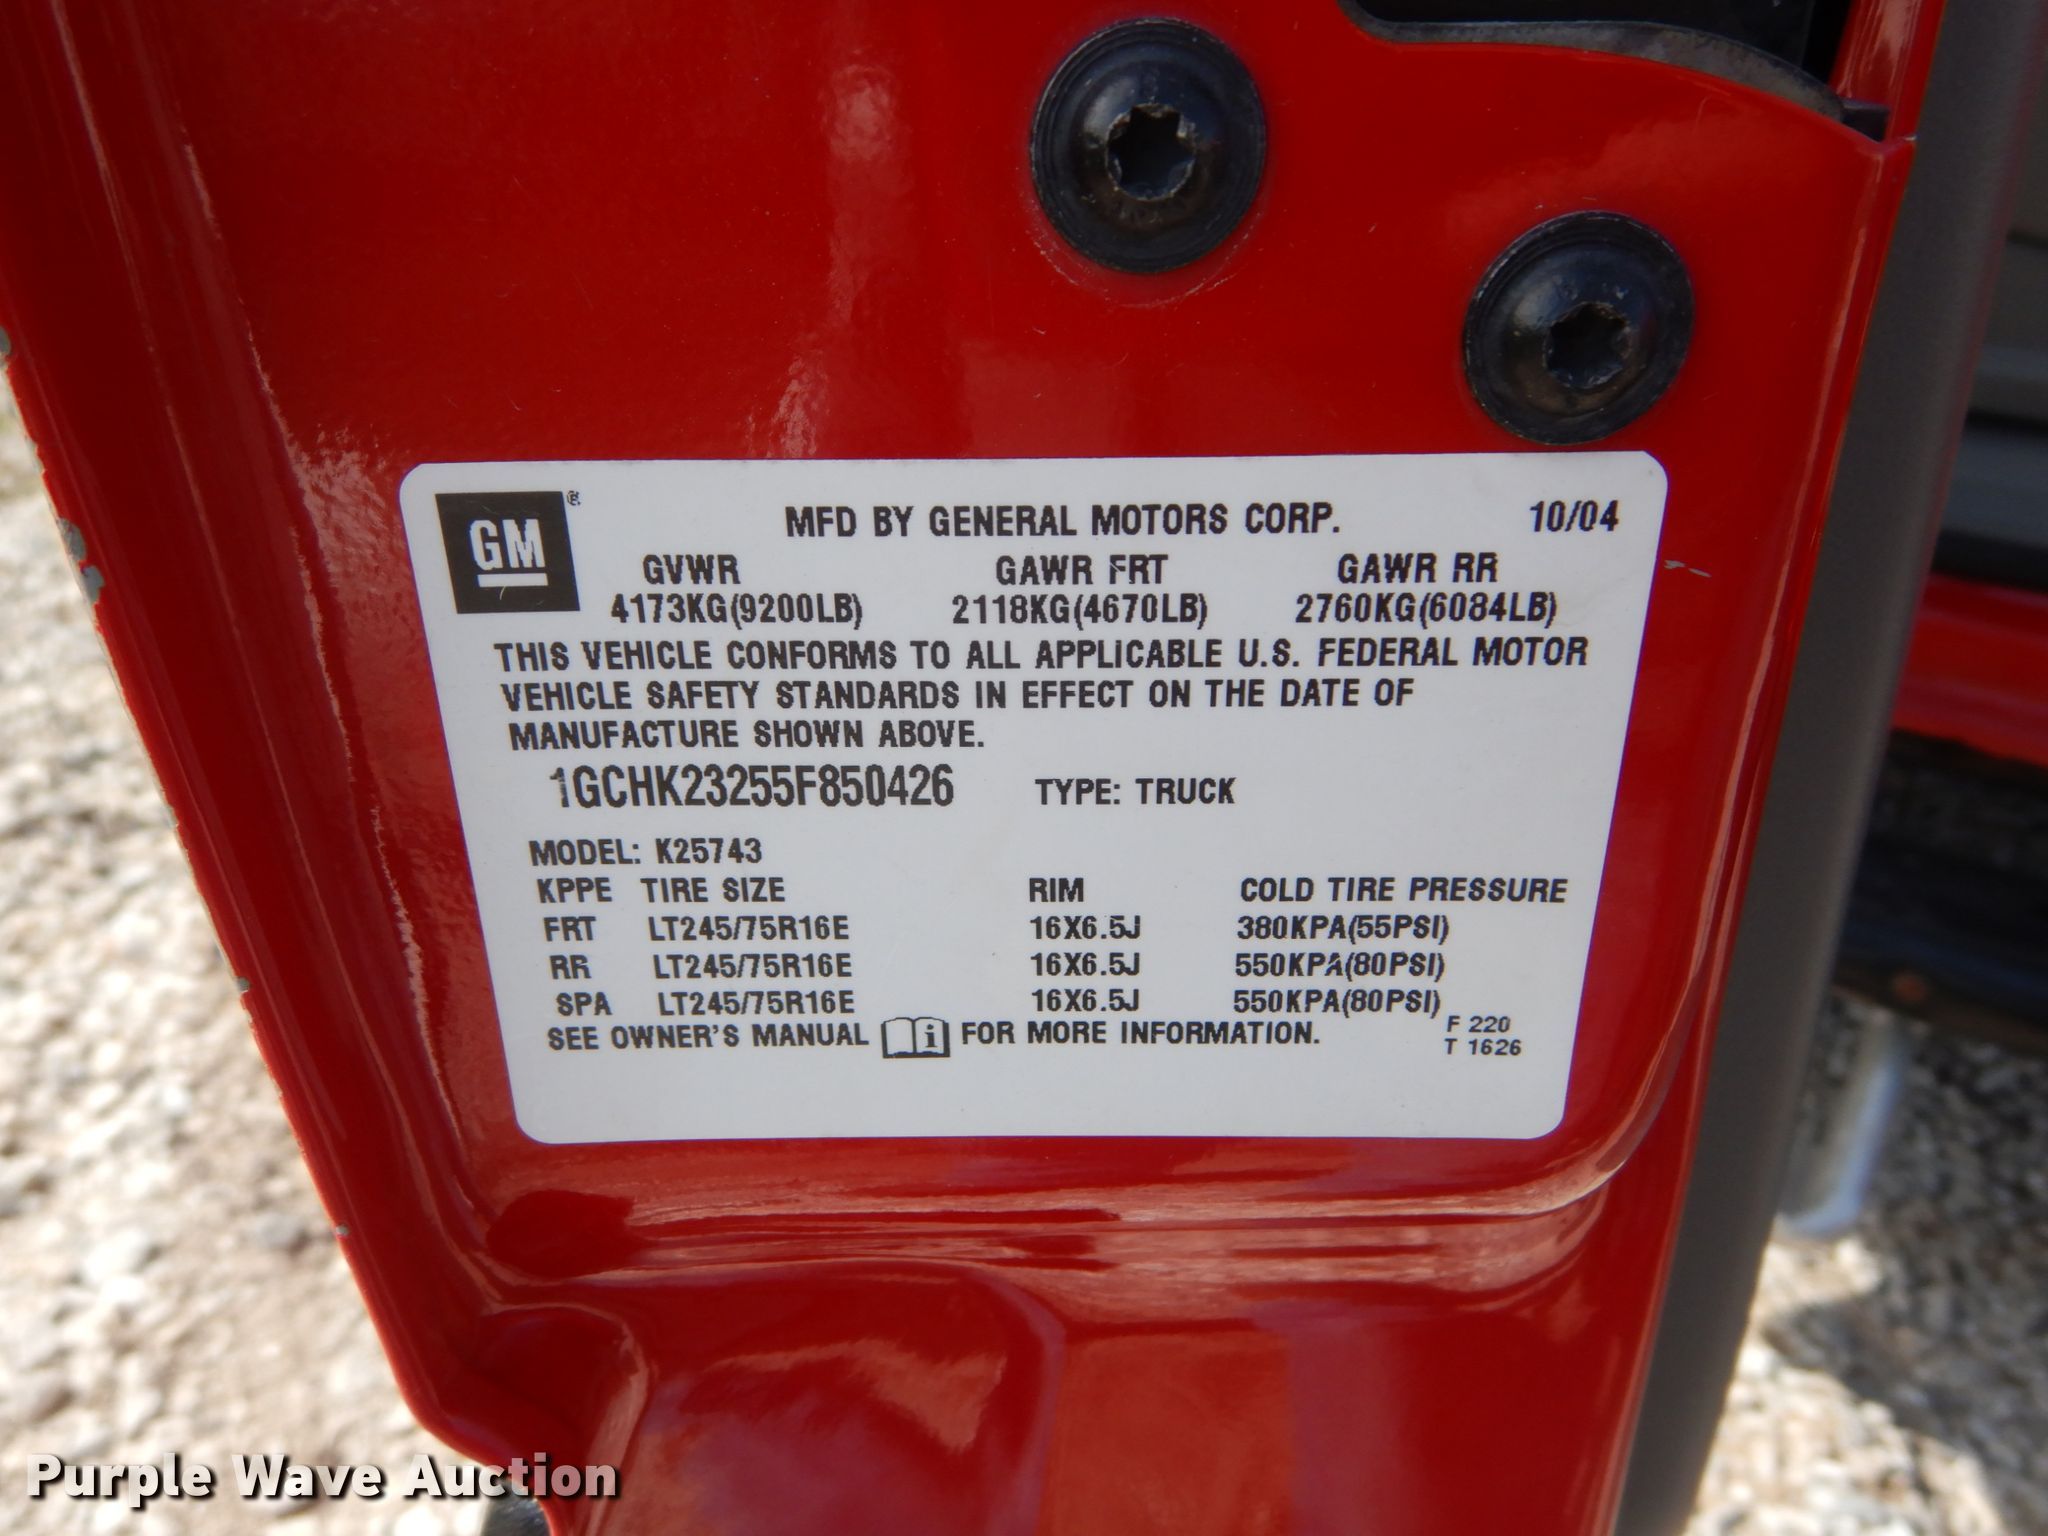 GM ® MFD BY GENERAL MOTORS CORP. 10/04
GVWR GAWR FRT GAWR RR
4173KG(9200LB) 2118KG(4670LB) 2760KG(6084LB)
THIS VEHICLE CONFORMS TO ALL APPLICABLE U.S. FEDERAL MOTOR
VEHICLE SAFETY STANDARDS IN EFFECT ON THE DATE OF
MANUFACTURE SHOWN ABOVE.
1GCHK23255F850426 TYPE: TRUCK
MODEL: K25743
KPPE TIRE SIZE RIM COLD TIRE PRESSURE
FRT LT245/75R16E 16X6.5J 380KPA(55PSI)
RR LT245/75R16E 16X6.5J 550KPA(80PSI)
SPA LT245/75R16E 16X6.5J 550KPA(80PSI)
SEE OWNER'S MANUAL i FOR MORE INFORMATION.
F 220
T 1626
Purple Wave Auction